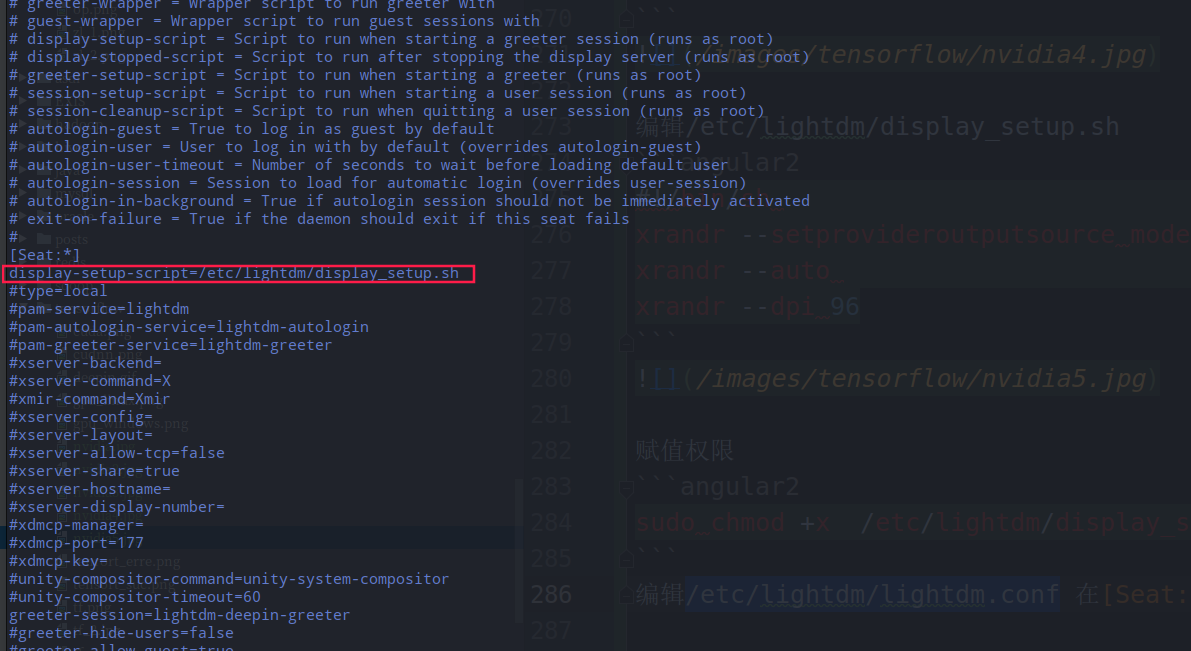 # greeter-wrapper = Wrapper script to run greeter with
# guest-wrapper = Wrapper script to run guest sessions with
# display-setup-script = Script to run when starting a greeter session (runs as root)
# display-stopped-script = Script to run after stopping the display server (runs as root)
# greeter-setup-script = Script to run when starting a greeter (runs as root)
# session-setup-script = Script to run when starting a user session (runs as root)
# session-cleanup-script = Script to run when quitting a user session (runs as root)
# autologin-guest = True to log in as guest by default
# autologin-user = User to log in with by default (overrides autologin-guest)
# autologin-user-timeout = Number of seconds to wait before loading default user
# autologin-session = Session to load for automatic login (overrides user-session)
# autologin-in-background = True if autologin session should not be immediately activated
# exit-on-failure = True if the daemon should exit if this seat fails
#
[Seat:*]
display-setup-script=/etc/lightdm/display_setup.sh
#type=local
#pam-service=lightdm
#pam-autologin-service=lightdm-autologin
#pam-greeter-service=lightdm-greeter
#xserver-backend=
#xserver-command=X
#xmir-command=Xmir
#xserver-config=
#xserver-layout=
#xserver-allow-tcp=false
#xserver-share=true
#xserver-hostname=
#xserver-display-number=
#xdmcp-manager=
#xdmcp-port=177
#xdmcp-key=
#unity-compositor-command=unity-system-compositor
#unity-compositor-timeout=60
greeter-session=lightdm-deepin-greeter
#greeter-hide-users=false
#greeter-allow-guest=true
posts
270 ```
/images/tensorflow/nvidia4.jpg)
273 编辑/etc/lightdm/display_setup.sh
angular2
276 xrandr --setprovideroutputsource_mode
277 xrandr --auto
278 xrandr --dpi 96
279 ```
280 ![](/images/tensorflow/nvidia5.jpg)
281
282 赋值权限
283 ```angular2
284 sudo chmod +x /etc/lightdm/display_s
285 ```
286 编辑/etc/lightdm/lightdm.conf 在[Seat:
287